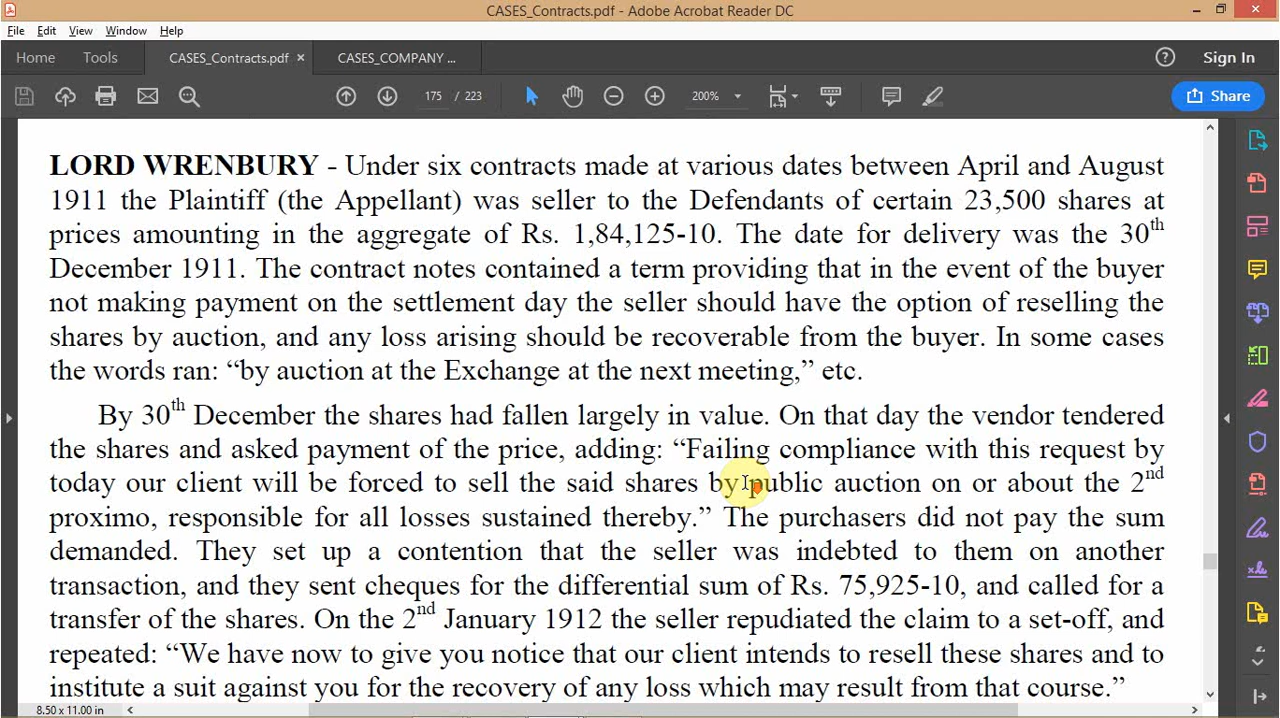 CASES_Contracts.pdf - Adobe Acrobat Reader DC
File Edit View Window Help
Home Tools CASES_Contracts.pdf × CASES_COMPANY ... Sign In
175 / 223 200% Share
LORD WRENBURY - Under six contracts made at various dates between April and August
1911 the Plaintiff (the Appellant) was seller to the Defendants of certain 23,500 shares at
prices amounting in the aggregate of Rs. 1,84,125-10. The date for delivery was the 30th
December 1911. The contract notes contained a term providing that in the event of the buyer
not making payment on the settlement day the seller should have the option of reselling the
shares by auction, and any loss arising should be recoverable from the buyer. In some cases
the words ran: “by auction at the Exchange at the next meeting,” etc.
By 30th December the shares had fallen largely in value. On that day the vendor tendered
the shares and asked payment of the price, adding: “Failing compliance with this request by
today our client will be forced to sell the said shares by public auction on or about the 2nd
proximo, responsible for all losses sustained thereby.” The purchasers did not pay the sum
demanded. They set up a contention that the seller was indebted to them on another
transaction, and they sent cheques for the differential sum of Rs. 75,925-10, and called for a
transfer of the shares. On the 2nd January 1912 the seller repudiated the claim to a set-off, and
repeated: “We have now to give you notice that our client intends to resell these shares and to
institute a suit against you for the recovery of any loss which may result from that course.”
8.50 x 11.00 in